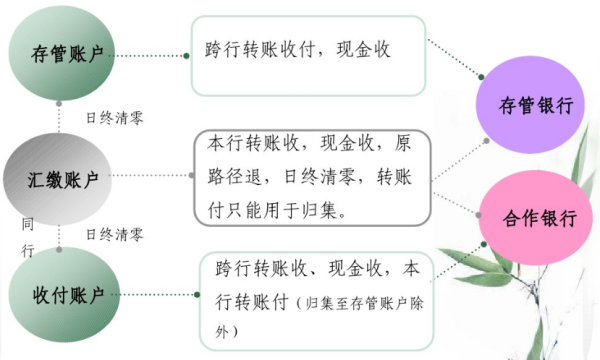 存管账户
跨行转账收付，现金收
存管银行
日终清零
汇缴账户
本行转账收，现金收，原
路径退，日终清零，转账
付只能用于归集。
合作银行
同
行
日终清零
收付账户
跨行转账收、现金收，本
行转账付（归集至存管账户除
外）